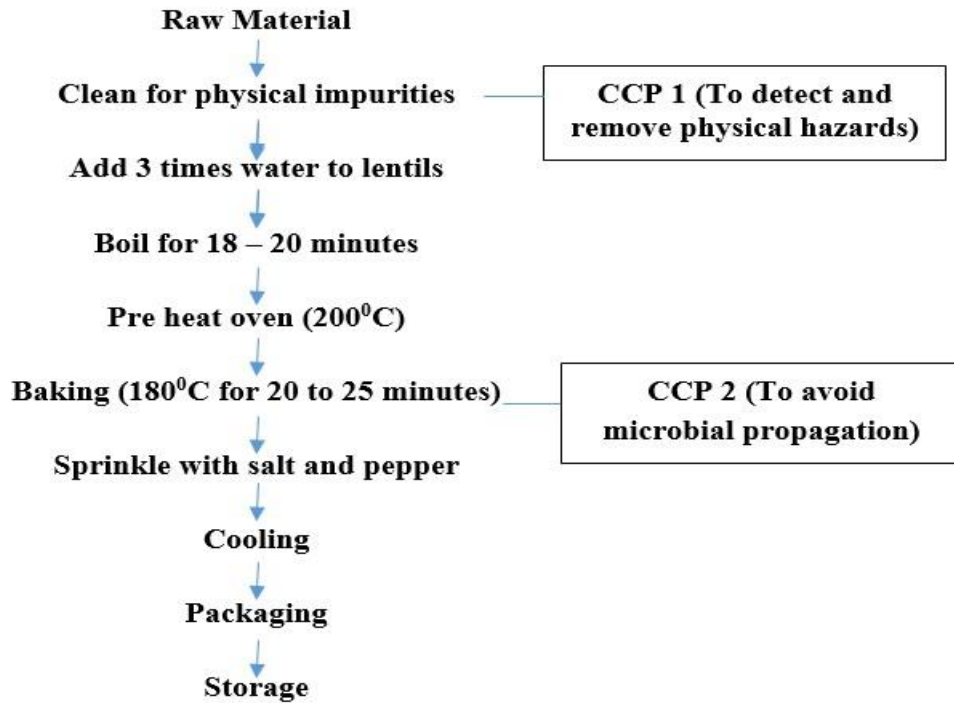 Raw Material
Clean for physical impurities
CCP 1 (To detect and
remove physical hazards)
Add 3 times water to lentils
Boil for 18 – 20 minutes
Pre heat oven (200⁰C)
Baking (180⁰C for 20 to 25 minutes)
CCP 2 (To avoid
microbial propagation)
Sprinkle with salt and pepper
Cooling
Packaging
Storage